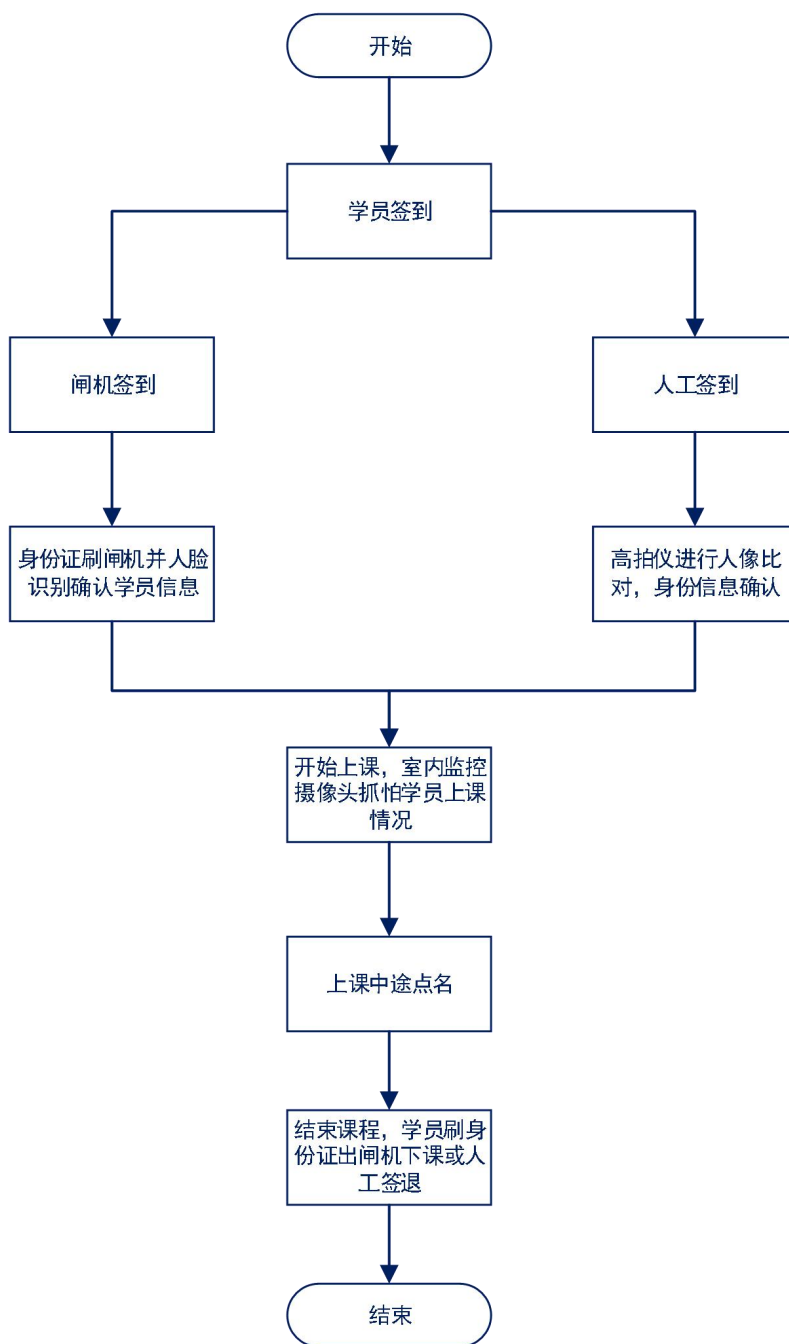 开始
学员签到
闸机签到
人工签到
身份证刷闸机并人脸
识别确认学员信息
高拍仪进行人像比
对，身份信息确认
开始上课，室内监控
摄像头抓怕学员上课
情况
上课中途点名
结束课程，学员刷身
份证出闸机下课或人
工签退
结束